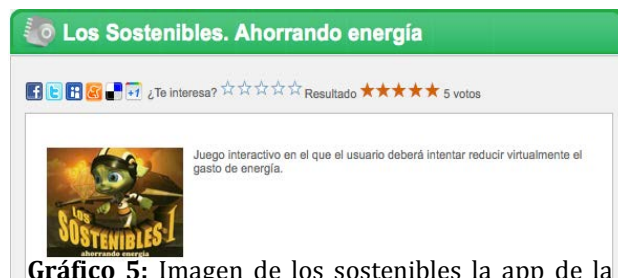 Los Sostenibles. Ahorrando energía
¿Te interesa? Resultado 5 votos
Juego interactivo en el que el usuario deberá intentar reducir virtualmente el
gasto de energía.
LOS
SOSTENIBLES·1
ahorrando energía
Gráfico 5: Imagen de los sostenibles la app de la